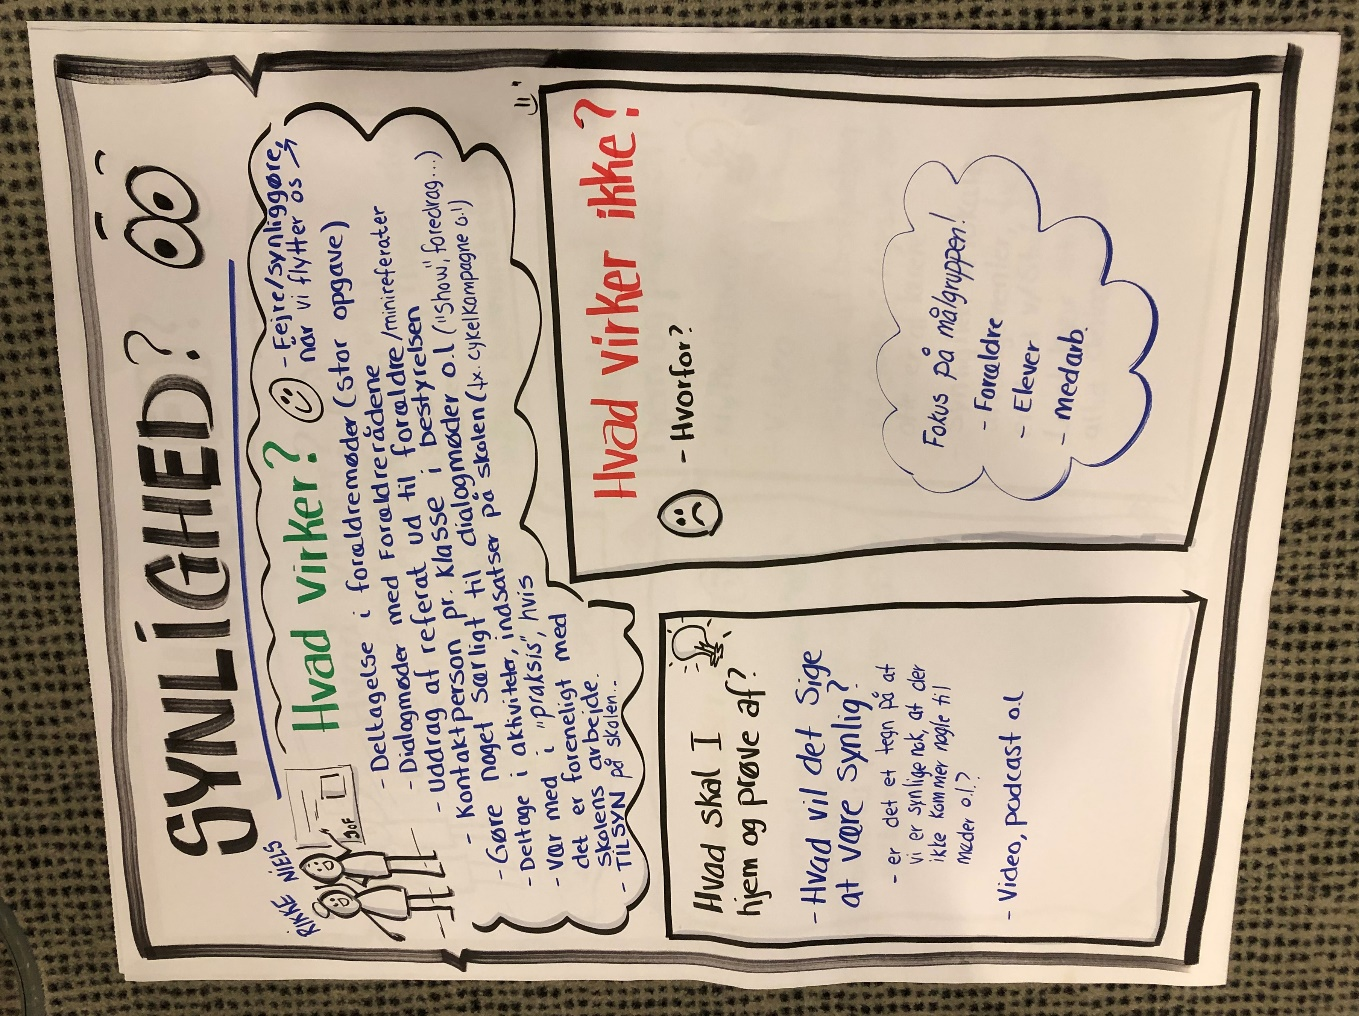 SYNLIGHED?
RIKKE NIELS
Hvad virker?
- Fejre/synliggøre,
når vi flytter os
- Deltagelse i forældremøder (stor opgave)
- Dialogmøder med Forældrerådene
- Uddrag af referat ud til forældre/minireferater
- Kontaktperson pr. klasse i bestyrelsen
- Gøre noget særligt til dialogmøder o.l ("show", foredrag...)
- Deltage i aktiviteter, indsatser på skolen (fx. cykelkampagne o.l)
- Vær med i "praksis", hvis
det er foreneligt med
skolens arbejde.
- TILSYN på skolen...
Hvad skal I
hjem og prøve af?
- Hvad vil det sige
at være synlig?
- er det et tegn på at
vi er synlige nok, at der
ikke kommer nogle til
møder o.l?
- Video, podcast o.l
Hvad virker ikke?
- Hvorfor?
Fokus på målgruppen!
- Forældre
- Elever
- medarb.